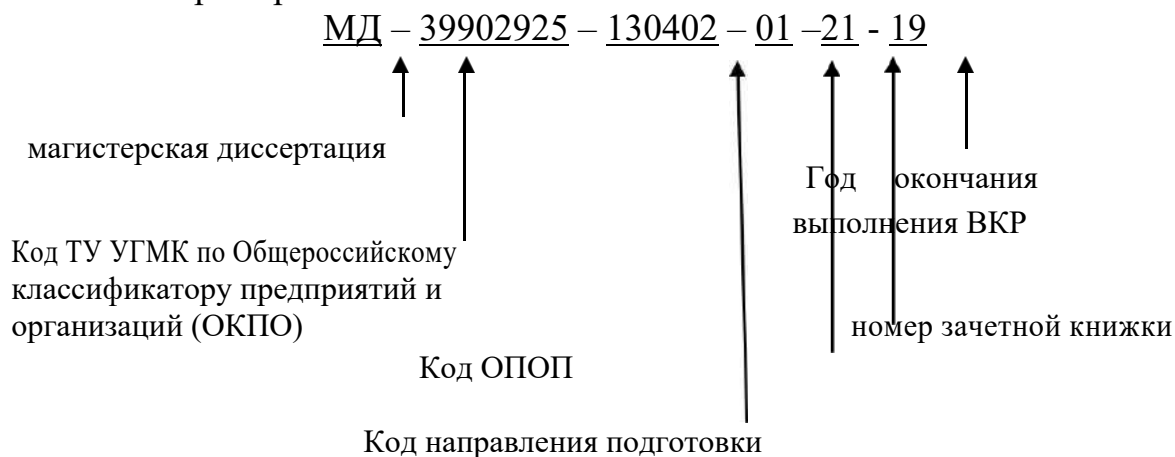 МД – 39902925 – 130402 – 01 –21 - 19
магистерская диссертация
Год окончания
выполнения ВКР
Код ТУ УГМК по Общероссийскому
классификатору предприятий и
организаций (ОКПО)
номер зачетной книжки
Код ОПОП
Код направления подготовки